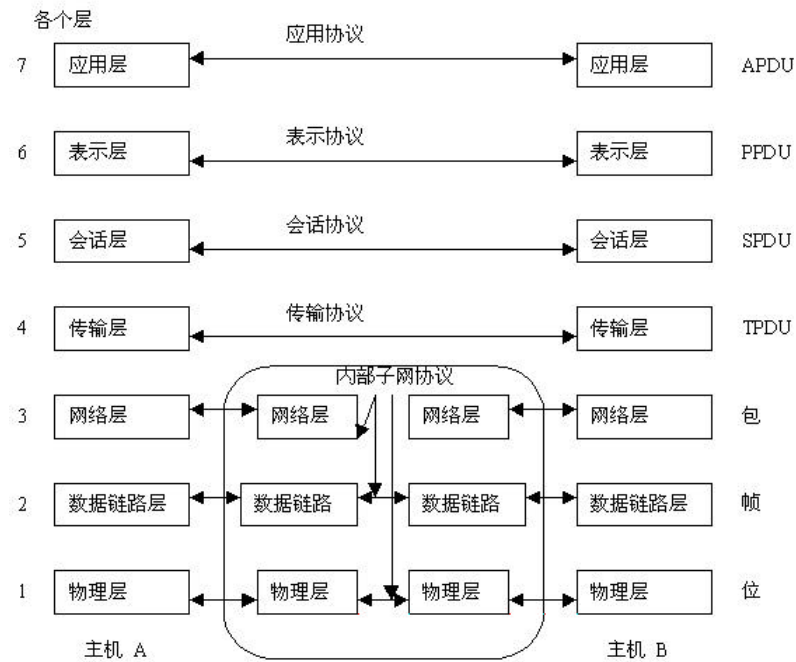 各个层
应用协议
7 应用层 应用层 APDU
表示协议
6 表示层 表示层 PPDU
会话协议
5 会话层 会话层 SPDU
传输协议
4 传输层 传输层 TPDU
内部子网协议
3 网络层 网络层 网络层 网络层 包
2 数据链路层 数据链路 数据链路 数据链路层 帧
1 物理层 物理层 物理层 物理层 位
主机 A 主机 B